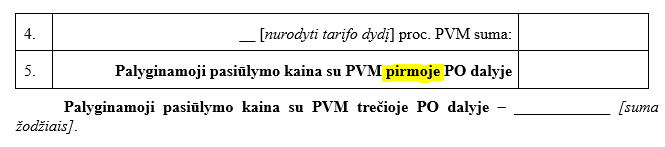 4. __ [nurodyti tarifo dydį] proc. PVM suma:
5. Palyginamoji pasiūlymo kaina su PVM pirmoje PO dalyje
Palyginamoji pasiūlymo kaina su PVM trečioje PO dalyje – ____________ [suma
žodžiais].